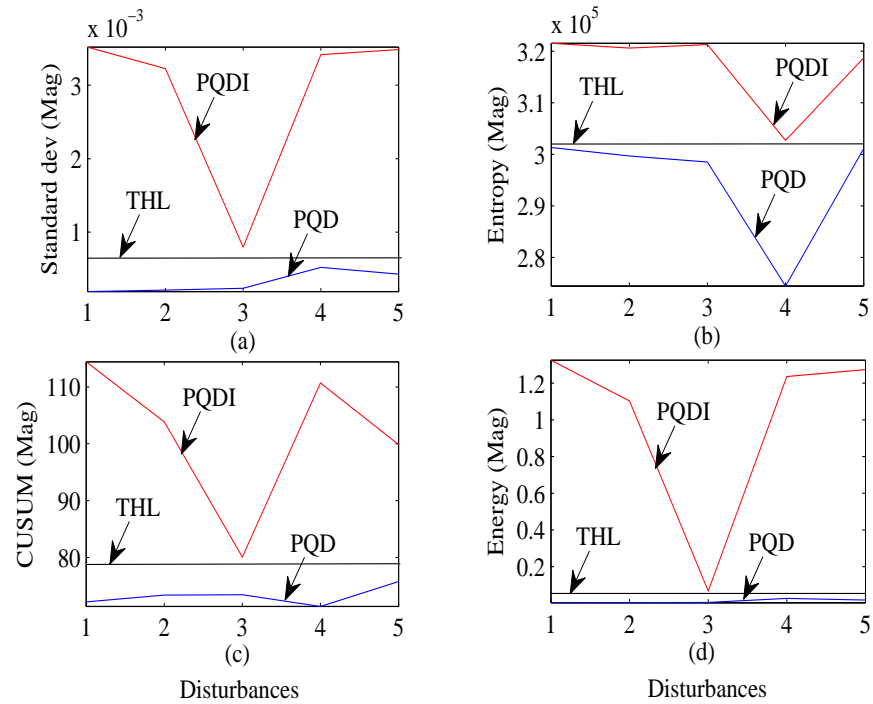 x 10⁻³
Standard dev (Mag)
3
2
1
PQDI
THL
PQD
1 2 3 4 5
(a)
x 10⁵
Entropy (Mag)
3.2
3.1
3
2.9
2.8
THL
PQDI
PQD
1 2 3 4 5
(b)
CUSUM (Mag)
110
100
90
80
PQDI
THL
PQD
1 2 3 4 5
(c)
Disturbances
Energy (Mag)
1.2
1
0.8
0.6
0.4
0.2
PQDI
THL
PQD
1 2 3 4 5
(d)
Disturbances